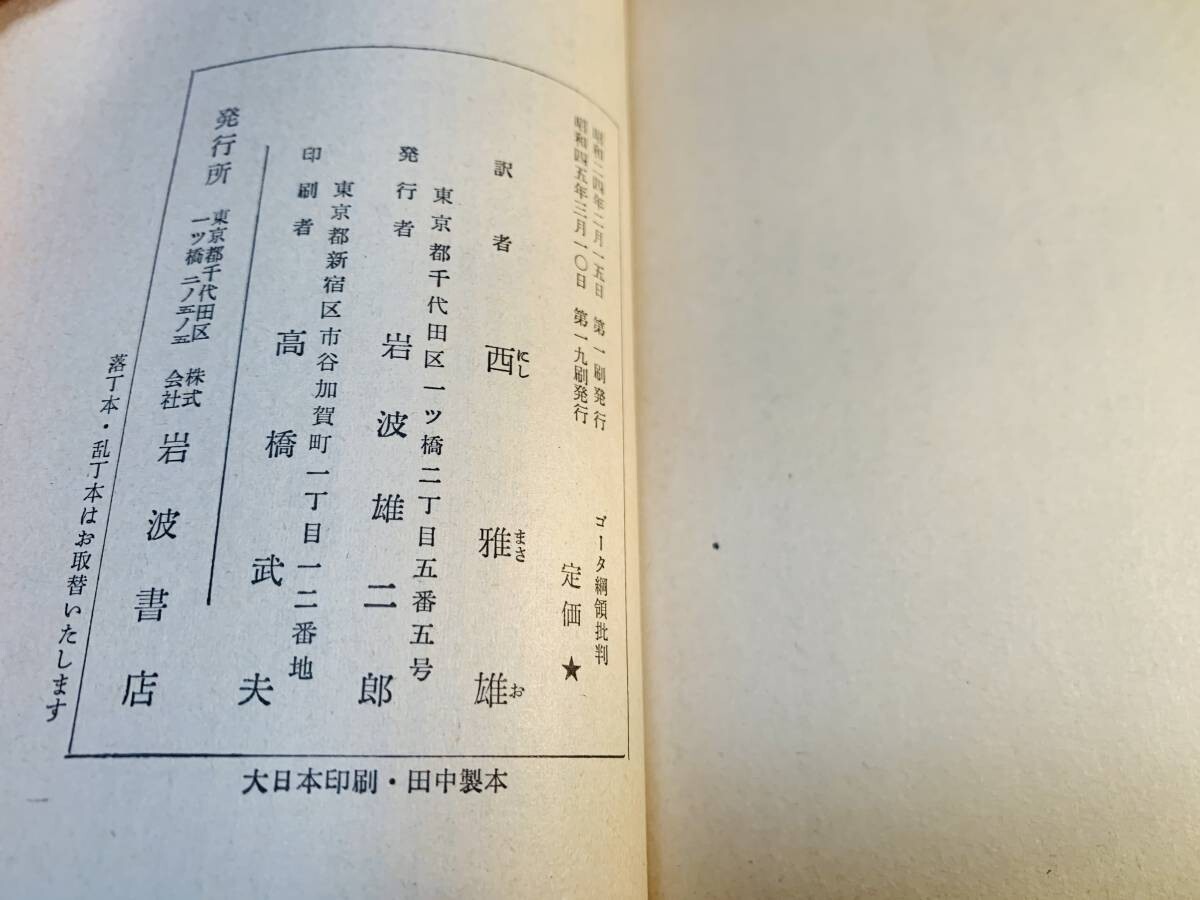 昭和二四年二月一五日 第一刷発行
昭和四五年三月一〇日 第一九刷発行
ゴータ綱領批判
定価 ★
訳者 西雅雄
にし まさ お
東京都千代田区一ツ橋二丁目五番五号
発行者 岩波雄二郎
東京都新宿区市谷加賀町一丁目一二番地
印刷者 高橋武夫
発行所 東京都千代田区一ツ橋二ノ五ノ五 株式会社 岩波書店
落丁本・乱丁本はお取替いたします
大日本印刷・田中製本